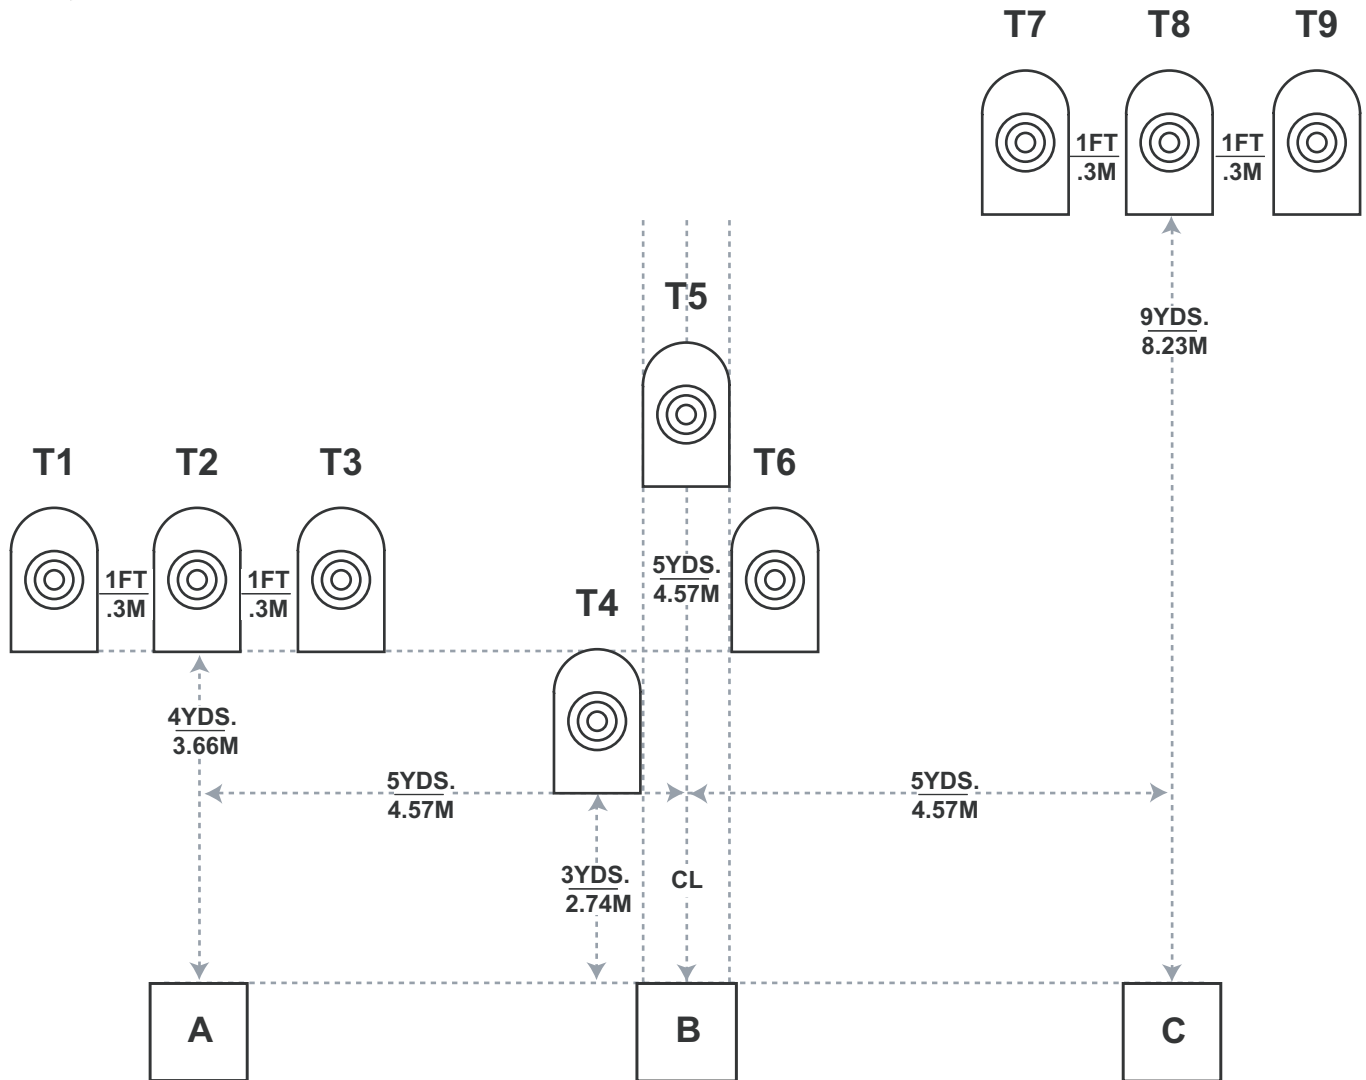 T7 T8 T9
1FT 1FT
.3M .3M
T5
9YDS.
8.23M
T1 T2 T3 T6
1FT 1FT 5YDS.
.3M .3M 4.57M
T4
4YDS.
3.66M
5YDS. 5YDS.
4.57M 4.57M
3YDS. CL
2.74M
A B C